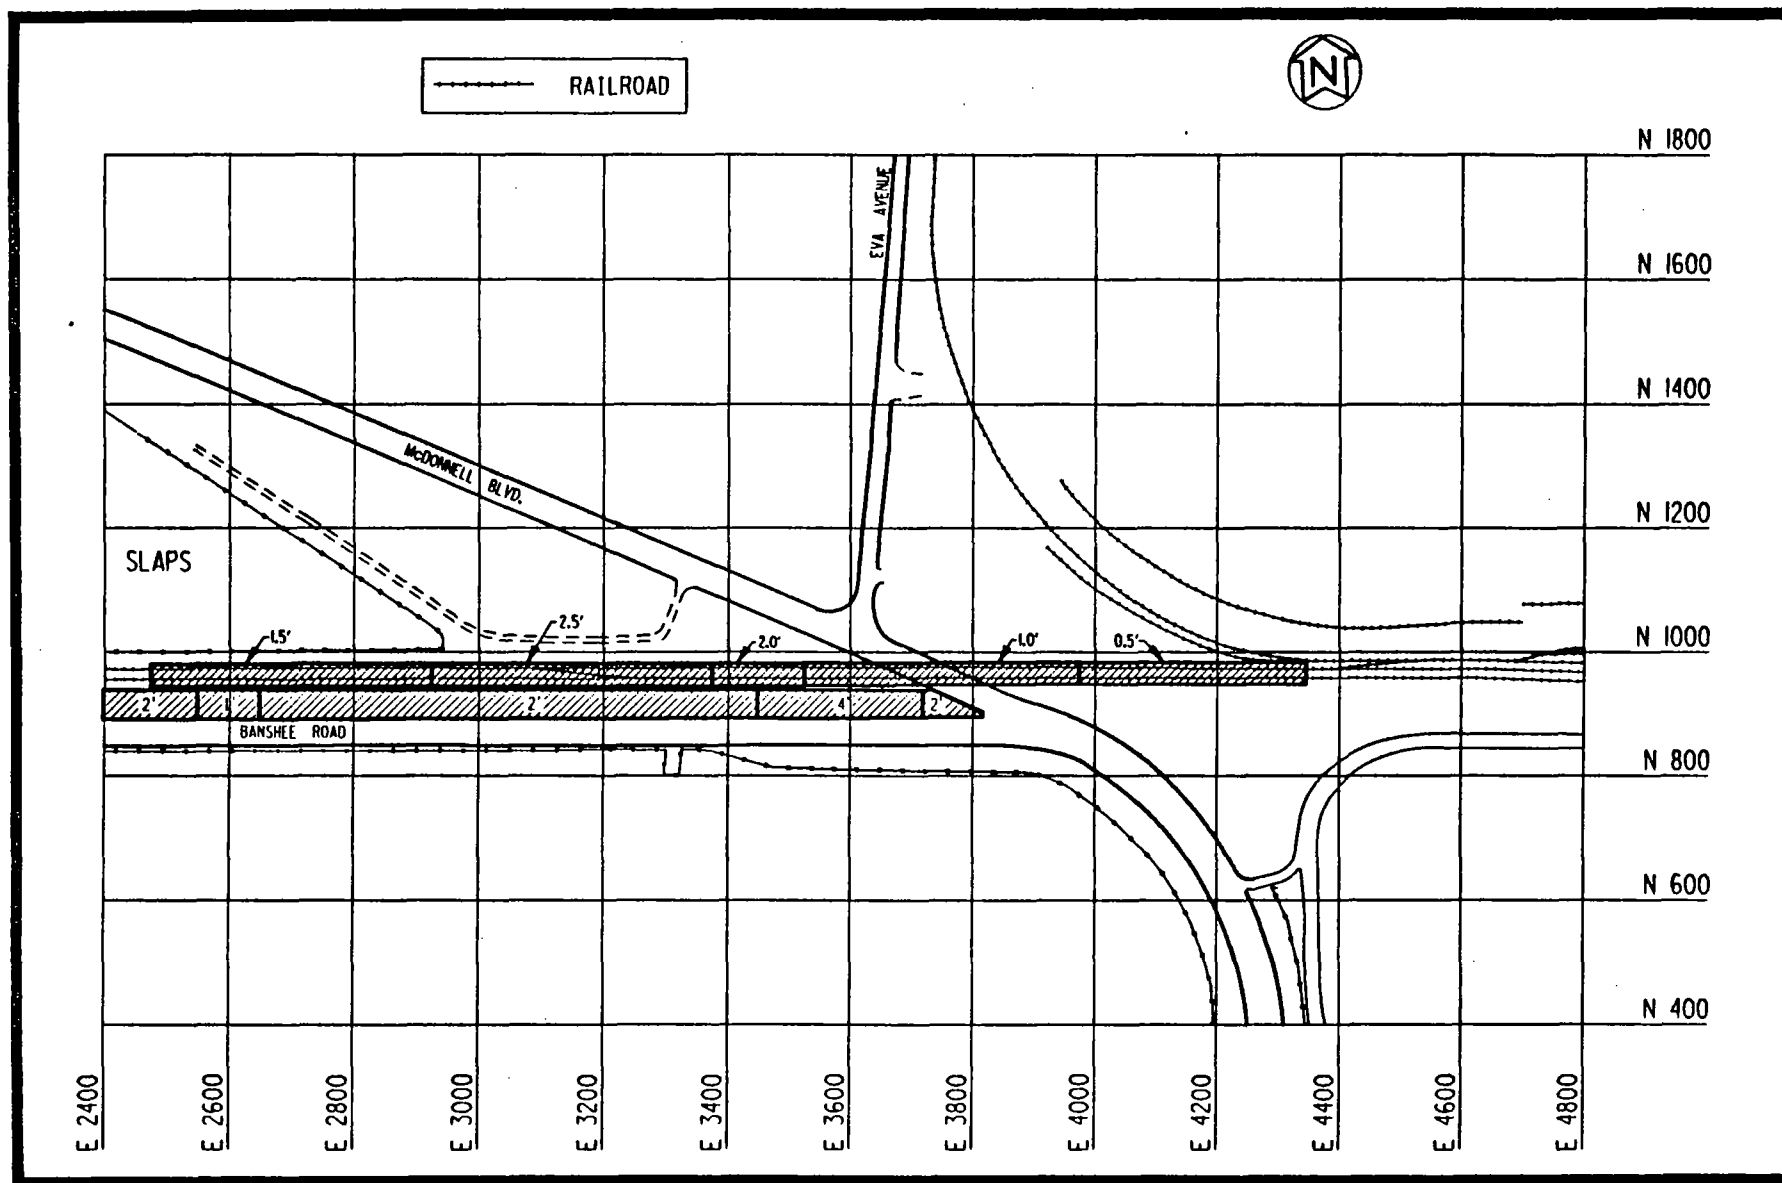 RAILROAD
N
N 1800
EVA AVENUE
N 1600
N 1400
McDONNELL BLVD.
N 1200
SLAPS
1.5'
2.5'
2.0'
1.0'
0.5'
N 1000
2'
1'
2'
4'
2'
BANSHEE ROAD
N 800
N 600
N 400
E 2400
E 2600
E 2800
E 3000
E 3200
E 3400
E 3600
E 3800
E 4000
E 4200
E 4400
E 4600
E 4800